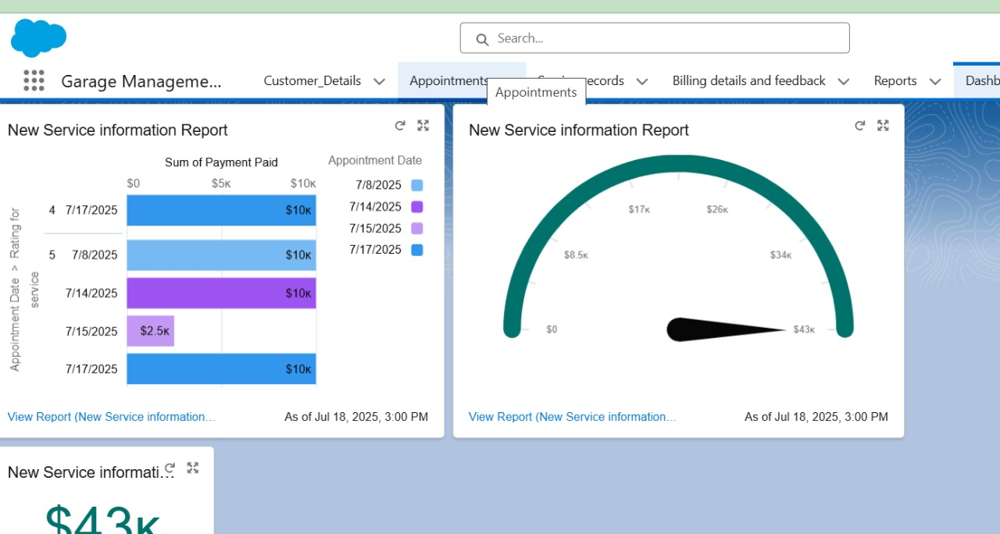 Search...
Garage Manageme...
Customer_Details
Appointments
records
Billing details and feedback
Reports
Dashb
Appointments
New Service information Report
Sum of Payment Paid
$0
$5K
$10K
Appointment Date
7/8/2025
7/14/2025
7/15/2025
7/17/2025
Appointment Date > Rating for
service
4 7/17/2025 $10K
5 7/8/2025 $10K
7/14/2025 $10K
7/15/2025 $2.5K
7/17/2025 $10K
View Report (New Service information...
As of Jul 18, 2025, 3:00 PM
New Service information Report
$0
$8.5K
$17K
$26K
$34K
$43K
View Report (New Service information...
As of Jul 18, 2025, 3:00 PM
New Service informati...
$43K